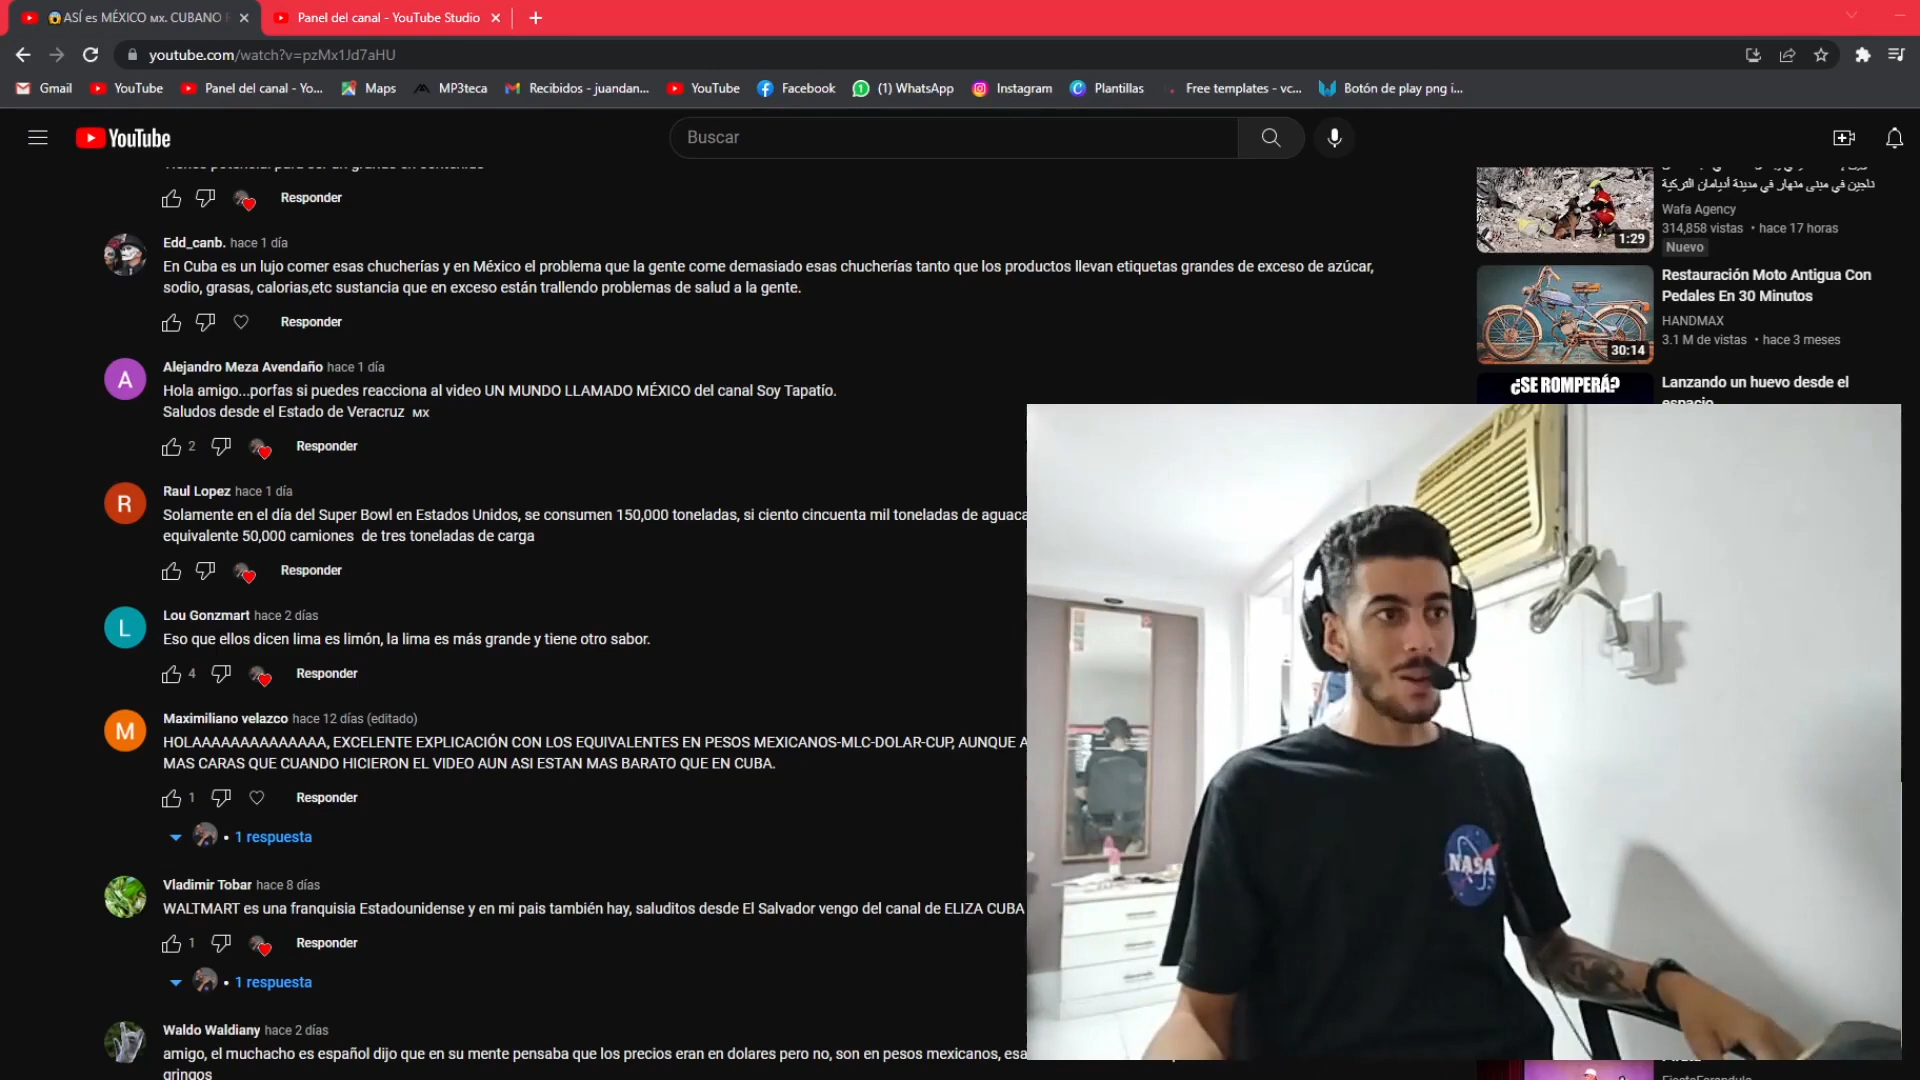 😱ASÍ es MÉXICO MX. CUBANO
Panel del canal - YouTube Studio
youtube.com/watch?v=pzMx1Jd7aHU
Gmail
YouTube
Panel del canal - Yo...
Maps
MP3teca
Recibidos - juandan...
YouTube
Facebook
(1) WhatsApp
Instagram
Plantillas
Free templates - vc...
Botón de play png i...
YouTube
Buscar
Responder
Edd_canb. hace 1 día
En Cuba es un lujo comer esas chucherías y en México el problema que la gente come demasiado esas chucherías tanto que los productos llevan etiquetas grandes de exceso de azúcar,
sodio, grasas, calorias,etc sustancia que en exceso están trallendo problemas de salud a la gente.
Responder
Alejandro Meza Avendaño hace 1 día
A
Hola amigo...porfas si puedes reacciona al video UN MUNDO LLAMADO MÉXICO del canal Soy Tapatío.
Saludos desde el Estado de Veracruz MX
2
Responder
Raul Lopez hace 1 día
R
Solamente en el día del Super Bowl en Estados Unidos, se consumen 150,000 toneladas, si ciento cincuenta mil toneladas de aguaca
equivalente 50,000 camiones de tres toneladas de carga
Responder
Lou Gonzmart hace 2 días
L
Eso que ellos dicen lima es limón, la lima es más grande y tiene otro sabor.
4
Responder
Maximiliano velazco hace 12 días (editado)
M
HOLAAAAAAAAAAAAAA, EXCELENTE EXPLICACIÓN CON LOS EQUIVALENTES EN PESOS MEXICANOS-MLC-DOLAR-CUP, AUNQUE A
MAS CARAS QUE CUANDO HICIERON EL VIDEO AUN ASI ESTAN MAS BARATO QUE EN CUBA.
1
Responder
• 1 respuesta
Vladimir Tobar hace 8 días
WALTMART es una franquisia Estadounidense y en mi pais también hay, saluditos desde El Salvador vengo del canal de ELIZA CUBA
1
Responder
• 1 respuesta
Waldo Waldiany hace 2 días
amigo, el muchacho es español dijo que en su mente pensaba que los precios eran en dolares pero no, son en pesos mexicanos, esa
gringos
ناجين في مبنى منهار في مدينة أديامان التركية
Wafa Agency
314,858 vistas • hace 17 horas
Nuevo
1:29
Restauración Moto Antigua Con
Pedales En 30 Minutos
HANDMAX
3.1 M de vistas • hace 3 meses
30:14
¿SE ROMPERÁ?
Lanzando un huevo desde el
espacio
NASA